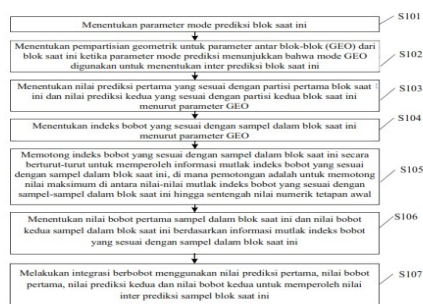 Menentukan parameter mode prediksi blok saat ini
S101
Menentukan pempartisian geometrik untuk parameter antar blok-blok (GEO) dari
blok saat ini ketika parameter mode prediksi menunjukkan bahwa mode GEO
digunakan untuk menentukan inter prediksi blok saat ini
S102
Menentukan nilai prediksi pertama yang sesuai dengan partisi pertama blok saat
ini dan nilai prediksi kedua yang sesuai dengan partisi kedua blok saat ini
menurut parameter GEO
S103
Menentukan indeks bobot yang sesuai dengan sampel dalam blok saat ini
menurut parameter GEO
S104
Memotong indeks bobot yang sesuai dengan sampel dalam blok saat ini secara
berturut-turut untuk memperoleh informasi mutlak indeks bobot yang sesuai
dengan sampel dalam blok saat ini, di mana pemotongan adalah untuk memotong
nilai maksimum di antara nilai-nilai mutlak indeks bobot yang sesuai dengan
sampel-sampel dalam blok saat ini hingga sentengah nilai numerik tetapan awal
S105
Menentukan nilai bobot pertama sampel dalam blok saat ini dan nilai bobot
kedua sampel dalam blok saat ini berdasarkan informasi mutlak indeks bobot
yang sesuai dengan sampel dalam blok saat ini
S106
Melakukan integrasi berbobot menggunakan nilai prediksi pertama, nilai bobot
pertama, nilai prediksi kedua dan nilai bobot kedua untuk memperoleh nilai
inter prediksi sampel blok saat ini
S107